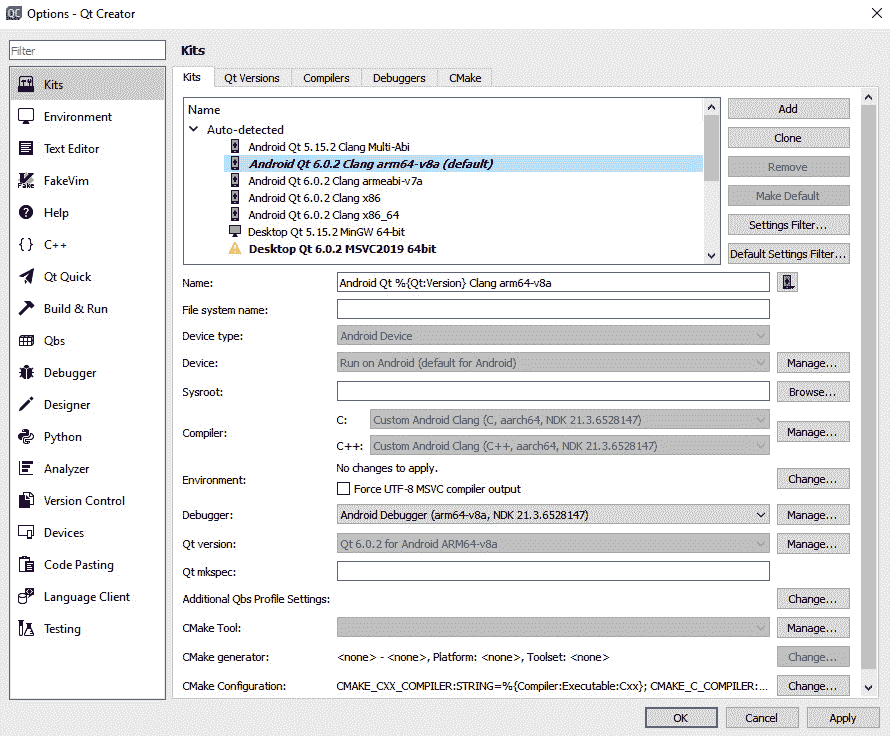 QC Options - Qt Creator
Filter
Kits
Environment
Text Editor
FakeVim
Help
C++
Qt Quick
Build & Run
Qbs
Debugger
Designer
Python
Analyzer
Version Control
Devices
Code Pasting
Language Client
Testing
Kits
Kits Qt Versions Compilers Debuggers CMake
Name
Auto-detected
Android Qt 5.15.2 Clang Multi-Abi
Android Qt 6.0.2 Clang arm64-v8a (default)
Android Qt 6.0.2 Clang armeabi-v7a
Android Qt 6.0.2 Clang x86
Android Qt 6.0.2 Clang x86_64
Desktop Qt 5.15.2 MinGW 64-bit
Desktop Qt 6.0.2 MSVC2019 64bit
Add
Clone
Remove
Make Default
Settings Filter...
Default Settings Filter...
Name: Android Qt %{Qt:Version} Clang arm64-v8a
File system name:
Device type: Android Device
Device: Run on Android (default for Android) Manage...
Sysroot: Browse...
Compiler: C: Custom Android Clang (C, aarch64, NDK 21.3.6528147)
C++: Custom Android Clang (C++, aarch64, NDK 21.3.6528147) Manage...
Environment: No changes to apply. Change...
Force UTF-8 MSVC compiler output
Debugger: Android Debugger (arm64-v8a, NDK 21.3.6528147) Manage...
Qt version: Qt 6.0.2 for Android ARM64-v8a Manage...
Qt mkspec:
Additional Qbs Profile Settings: Change...
CMake Tool: Manage...
CMake generator: <none> - <none>, Platform: <none>, Toolset: <none> Change...
CMake Configuration: CMAKE_CXX_COMPILER:STRING=%{Compiler:Executable:Cxx}; CMAKE_C_COMPILER:... Change...
OK Cancel Apply